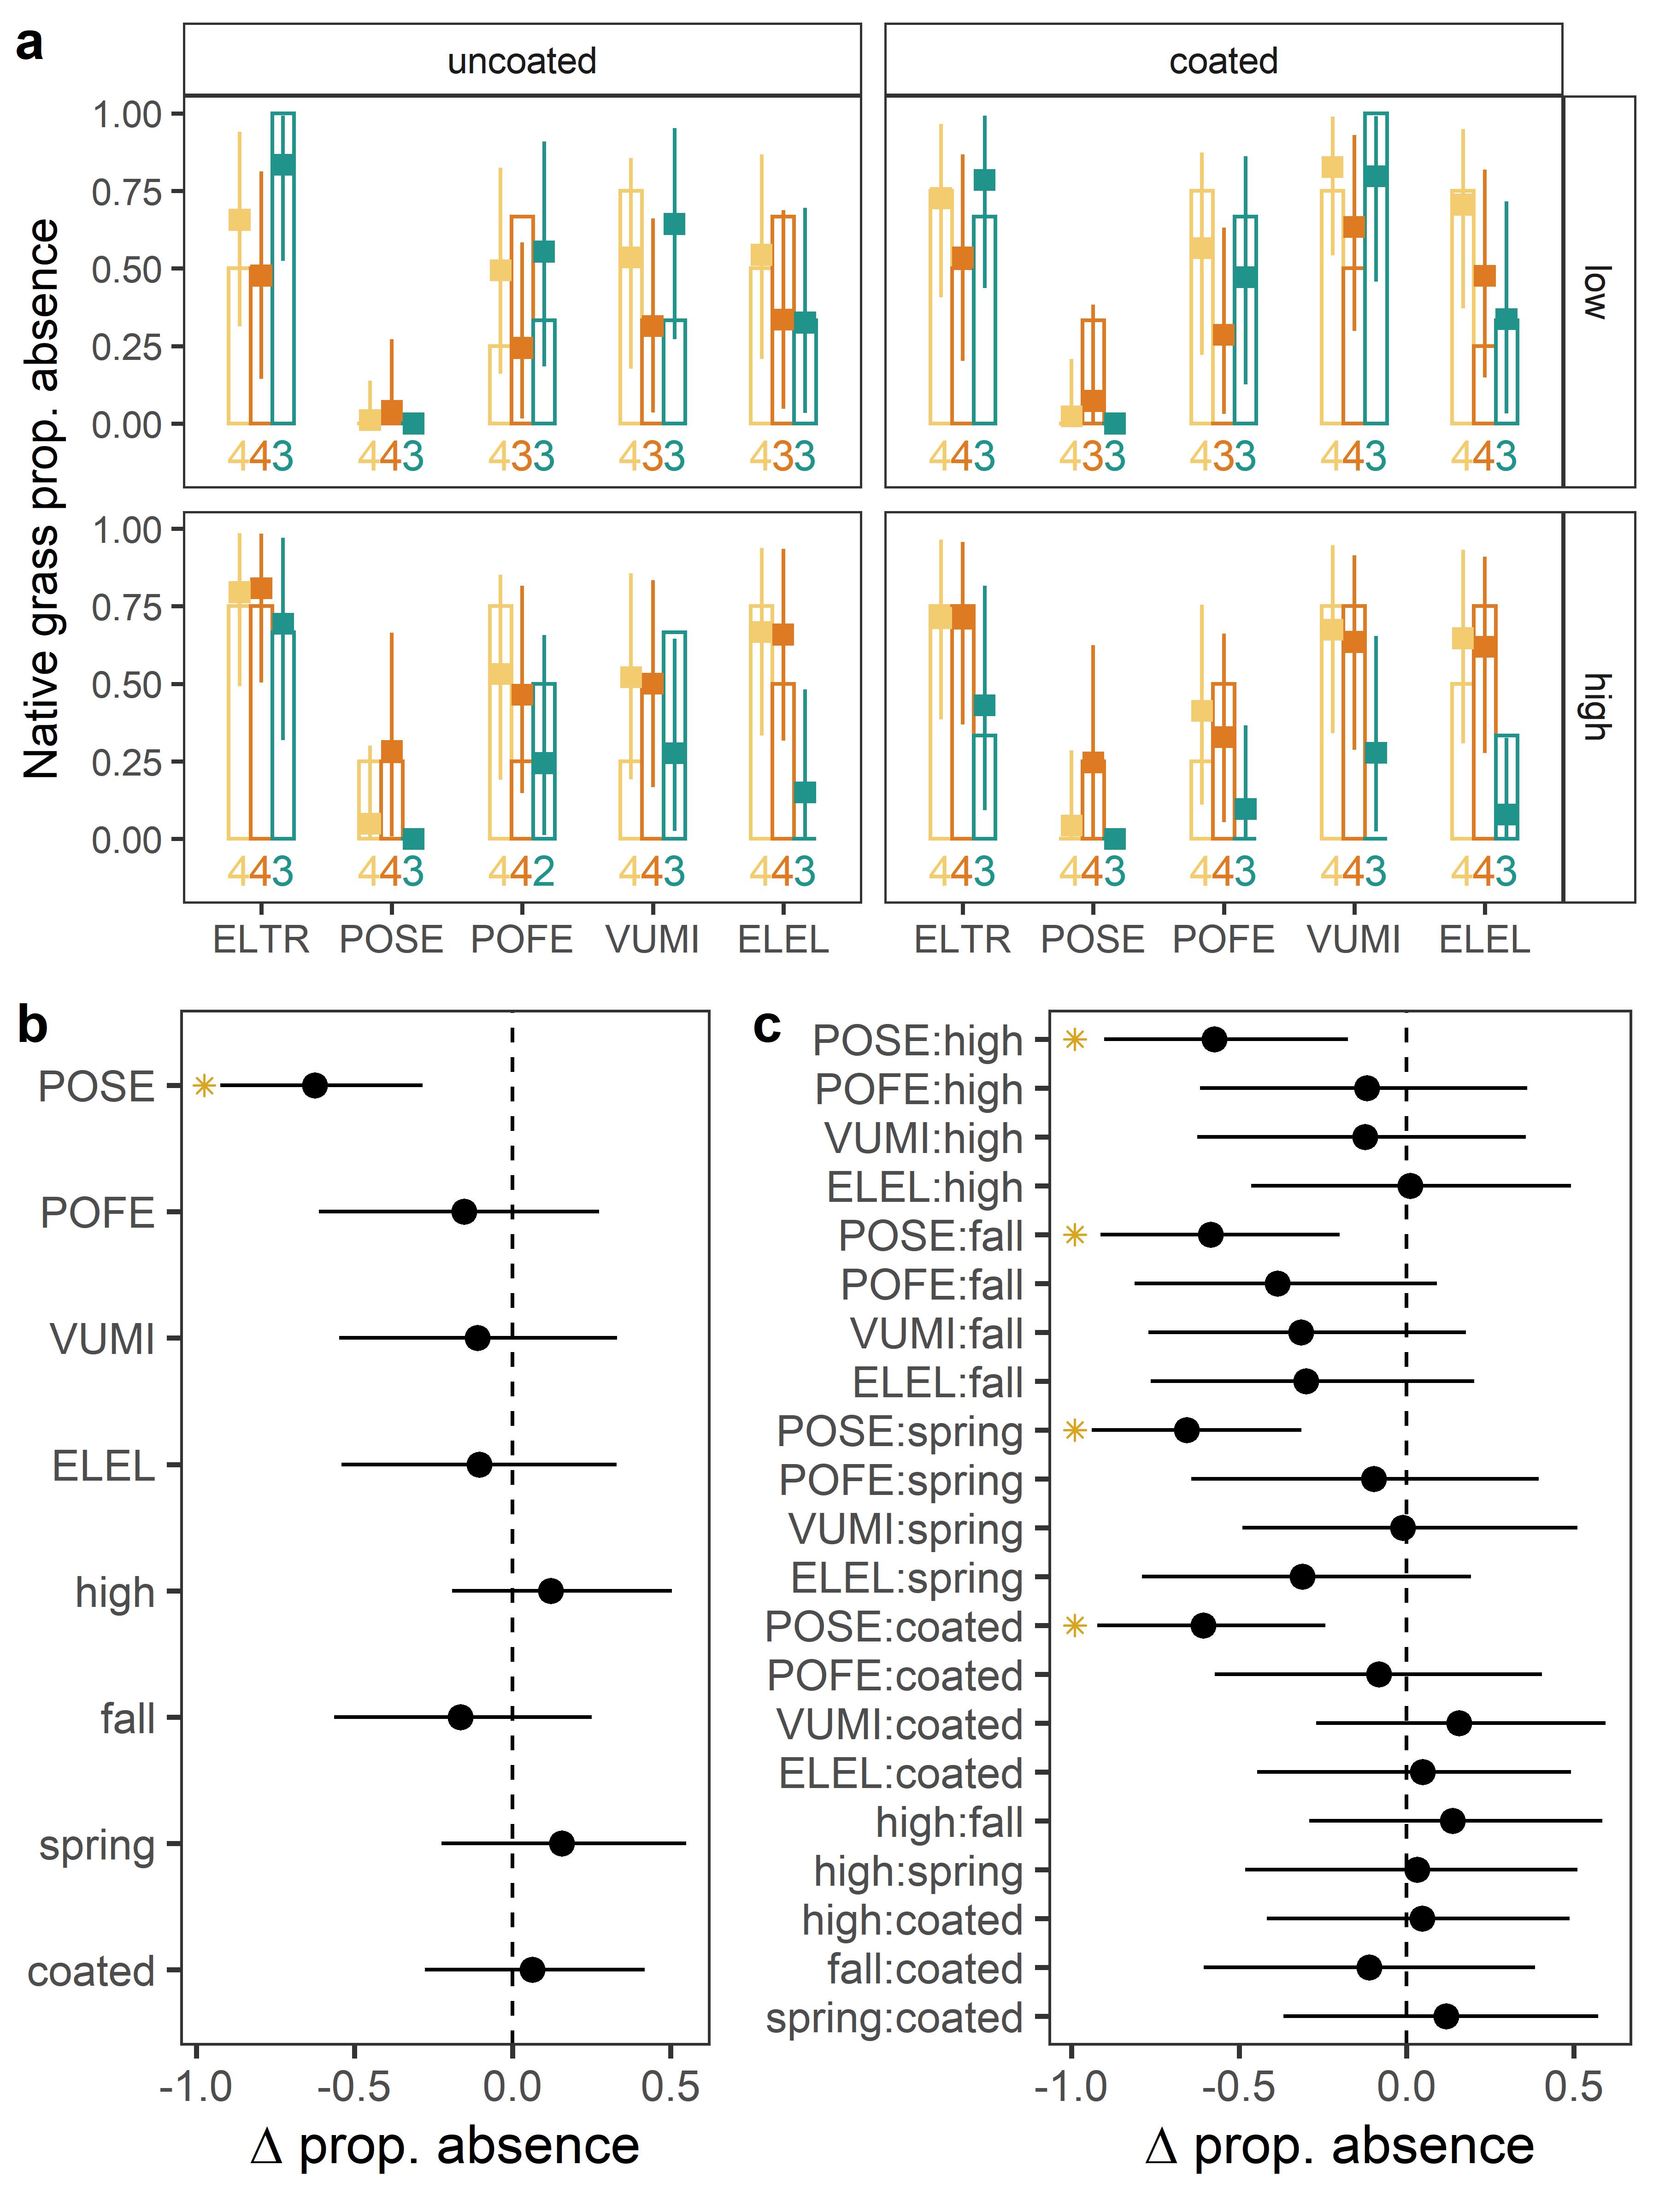 a
uncoated
coated
Native grass prop. absence
1.00
0.75
0.50
0.25
0.00
443 443 433 433 433
443 433 433 443 443
low
1.00
0.75
0.50
0.25
0.00
443 443 442 443 443
443 443 443 443 443
high
ELTR POSE POFE VUMI ELEL
ELTR POSE POFE VUMI ELEL
b
POSE
POFE
VUMI
ELEL
high
fall
spring
coated
-1.0 -0.5 0.0 0.5
Δ prop. absence
c
POSE:high
POFE:high
VUMI:high
ELEL:high
POSE:fall
POFE:fall
VUMI:fall
ELEL:fall
POSE:spring
POFE:spring
VUMI:spring
ELEL:spring
POSE:coated
POFE:coated
VUMI:coated
ELEL:coated
high:fall
high:spring
high:coated
fall:coated
spring:coated
-1.0 -0.5 0.0 0.5
Δ prop. absence